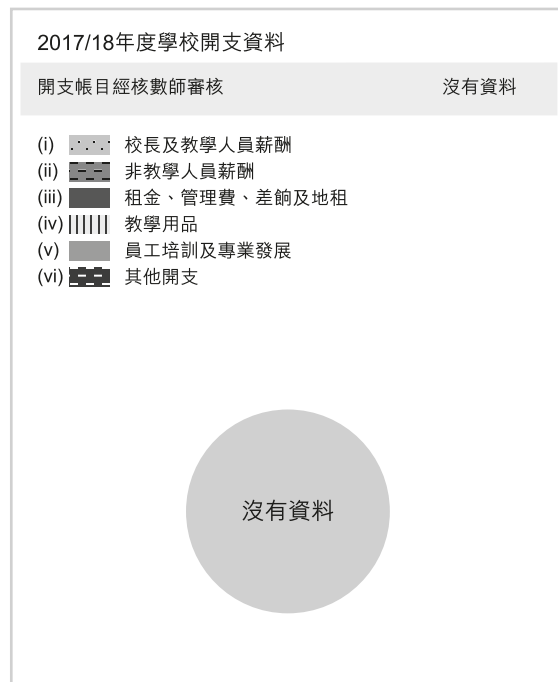 2017/18年度學校開支資料
開支帳目經核數師審核 沒有資料
(i) 校長及教學人員薪酬
(ii) 非教學人員薪酬
(iii) 租金、管理費、差餉及地租
(iv) 教學用品
(v) 員工培訓及專業發展
(vi) 其他開支
沒有資料